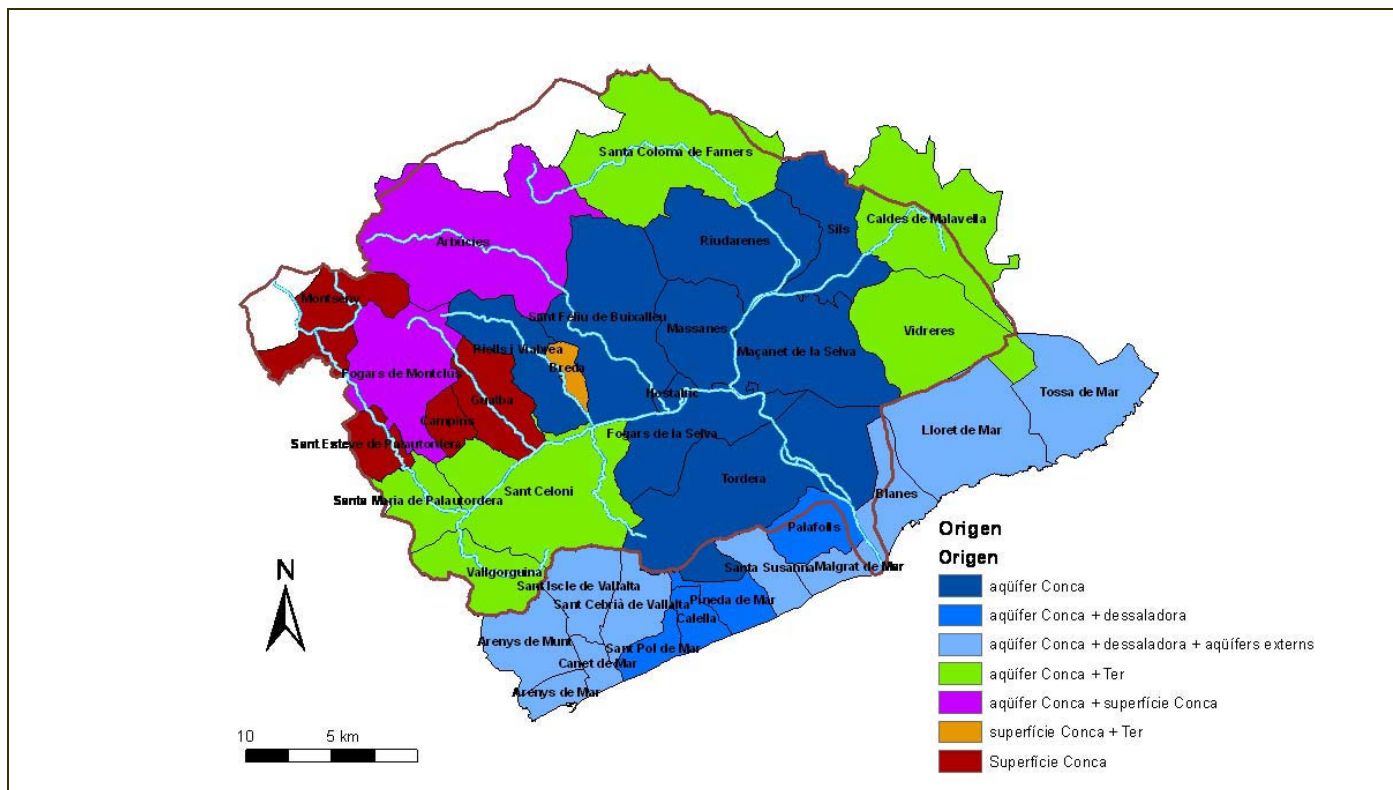 Santa Coloma de Farners
Caldes de Malavella
Sils
Riudarenes
Arbúcies
Montseny
Sant Feliu de Buixalleu
Massanes
Vidreres
Riells i Viabrea
Maçanet de la Selva
Breda
Fogars de Montclús
Gualba
Hostalric
Tossa de Mar
Campins
Lloret de Mar
Sant Esteve de Palautordera
Fogars de la Selva
Tordera
Sant Celoni
Santa Maria de Palautordera
Blanes
Palafolls
Vallgorguina
Santa Susanna
Malgrat de Mar
Sant Iscle de Vallalta
Sant Cebrià de Vallalta
Pineda de Mar
Calella
Arenys de Munt
Sant Pol de Mar
Canet de Mar
Arenys de Mar
N
10 5 km
Origen
Origen
aqüífer Conca
aqüífer Conca + dessaladora
aqüífer Conca + dessaladora + aqüífers externs
aqüífer Conca + Ter
aqüífer Conca + superfície Conca
superfície Conca + Ter
Superfície Conca